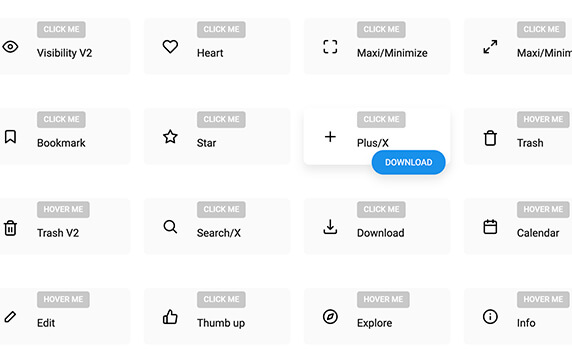 CLICK ME
Visibility V2
CLICK ME
Heart
CLICK ME
Maxi/Minimize
CLICK ME
Maxi/Minim
CLICK ME
Bookmark
CLICK ME
Star
CLICK ME
Plus/X
DOWNLOAD
HOVER ME
Trash
HOVER ME
Trash V2
CLICK ME
Search/X
CLICK ME
Download
HOVER ME
Calendar
HOVER ME
Edit
CLICK ME
Thumb up
HOVER ME
Explore
HOVER ME
Info